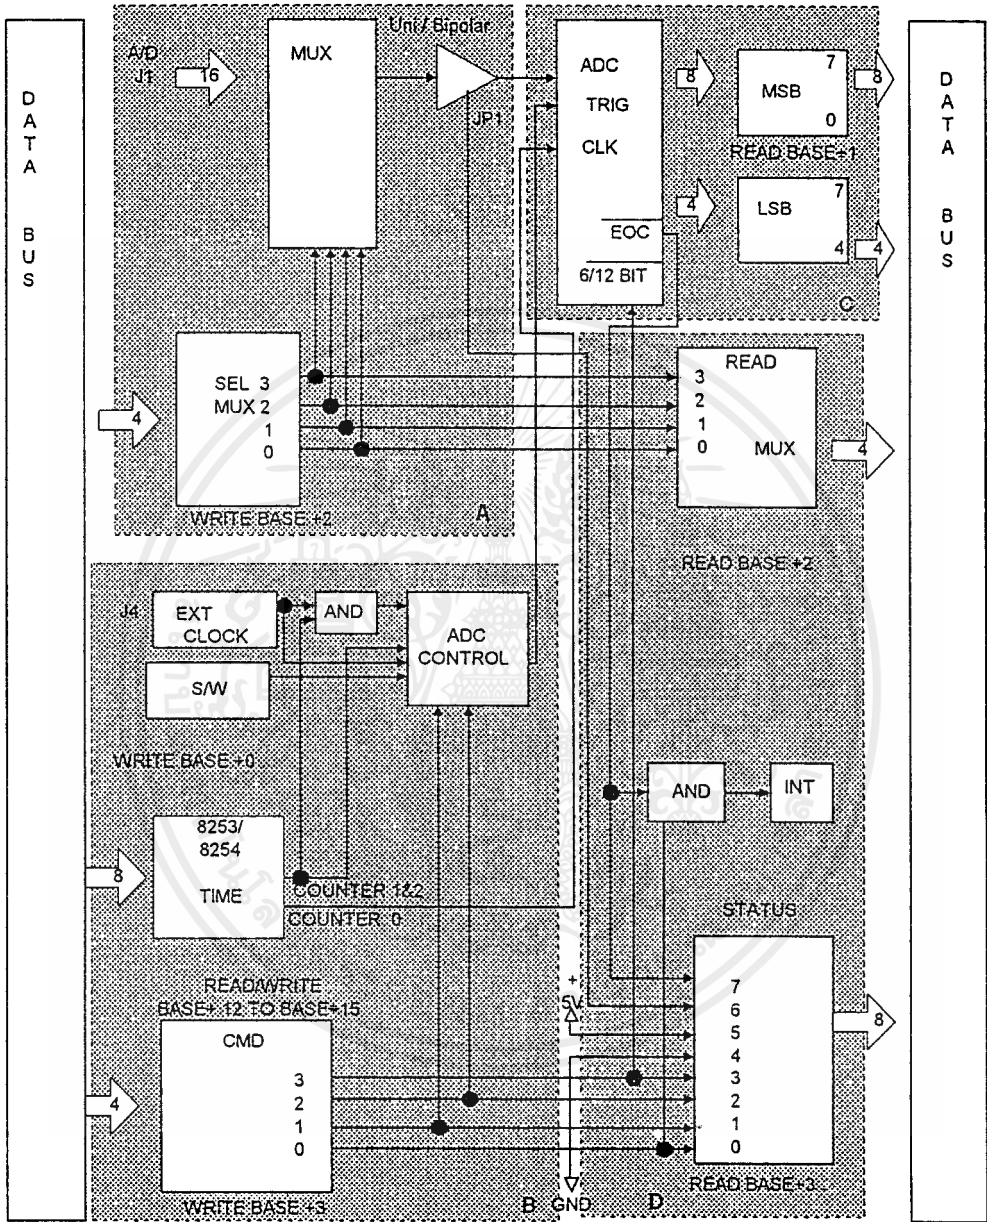 DATA BUS
A/D
J1
16
MUX
Uni / Bipolar
JP1
ADC
TRIG
CLK
EOC
6/12 BIT
8
4
7
MSB
0
READ BASE+1
7
LSB
4
8
4
C
DATA BUS
4
SEL 3
MUX 2
1
0
WRITE BASE +2
A
READ
3
2
1
0
MUX
4
READ BASE +2
J4
EXT
CLOCK
AND
ADC
CONTROL
S/W
WRITE BASE +0
8
8253/
8254
TIME
COUNTER 1&2
COUNTER 0
READ/WRITE
BASE+ 12 TO BASE+15
4
CMD
3
2
1
0
WRITE BASE +3
B
AND
INT
STATUS
+
5V
7
6
5
4
3
2
1
0
8
READ BASE+3
GND
D